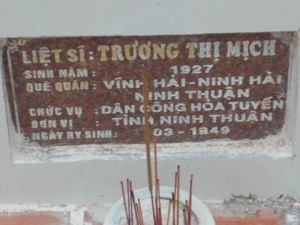 LIỆT SĨ: TRƯƠNG THỊ MỊCH
SINH NĂM : 1927
QUÊ QUÁN : VĨNH HẢI-NINH HẢI
NINH THUẬN
CHỨC VỤ : DÂN CÔNG HỎA TUYẾN
ĐƠN VỊ : TỈNH NINH THUẬN
NGÀY HY SINH: 03-1949